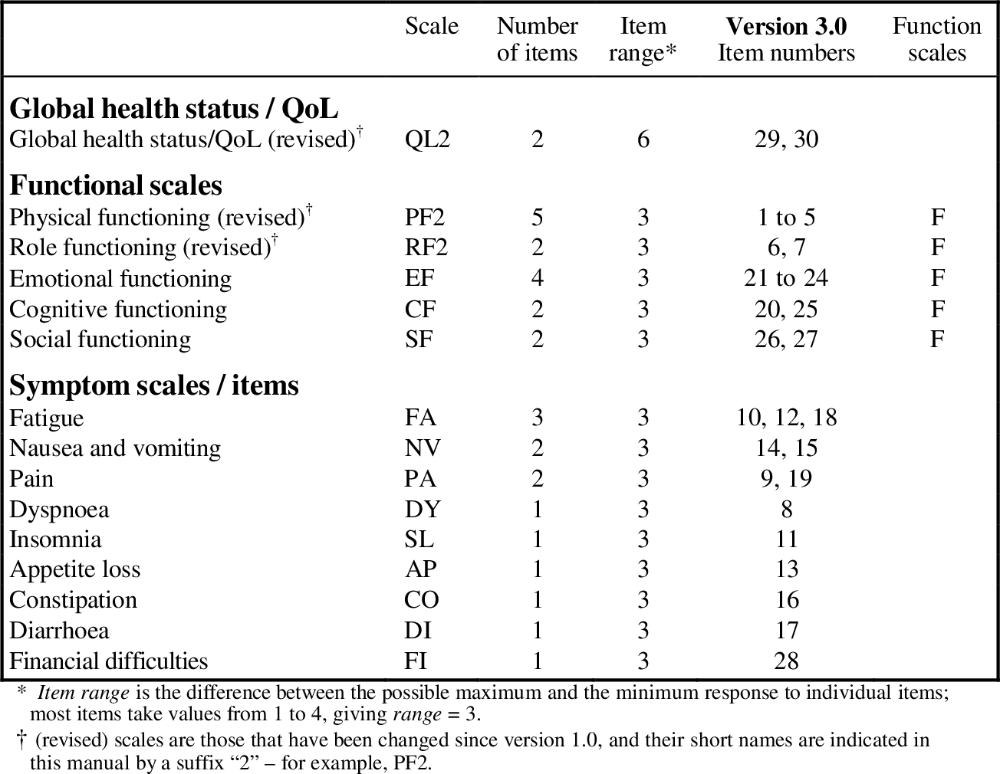 Scale Number Item Version 3.0 Function
of items range* Item numbers scales
Global health status / QoL
Global health status/QoL (revised)† QL2 2 6 29, 30
Functional scales
Physical functioning (revised)† PF2 5 3 1 to 5 F
Role functioning (revised)† RF2 2 3 6, 7 F
Emotional functioning EF 4 3 21 to 24 F
Cognitive functioning CF 2 3 20, 25 F
Social functioning SF 2 3 26, 27 F
Symptom scales / items
Fatigue FA 3 3 10, 12, 18
Nausea and vomiting NV 2 3 14, 15
Pain PA 2 3 9, 19
Dyspnoea DY 1 3 8
Insomnia SL 1 3 11
Appetite loss AP 1 3 13
Constipation CO 1 3 16
Diarrhoea DI 1 3 17
Financial difficulties FI 1 3 28
* Item range is the difference between the possible maximum and the minimum response to individual items;
most items take values from 1 to 4, giving range = 3.
† (revised) scales are those that have been changed since version 1.0, and their short names are indicated in
this manual by a suffix “2” – for example, PF2.